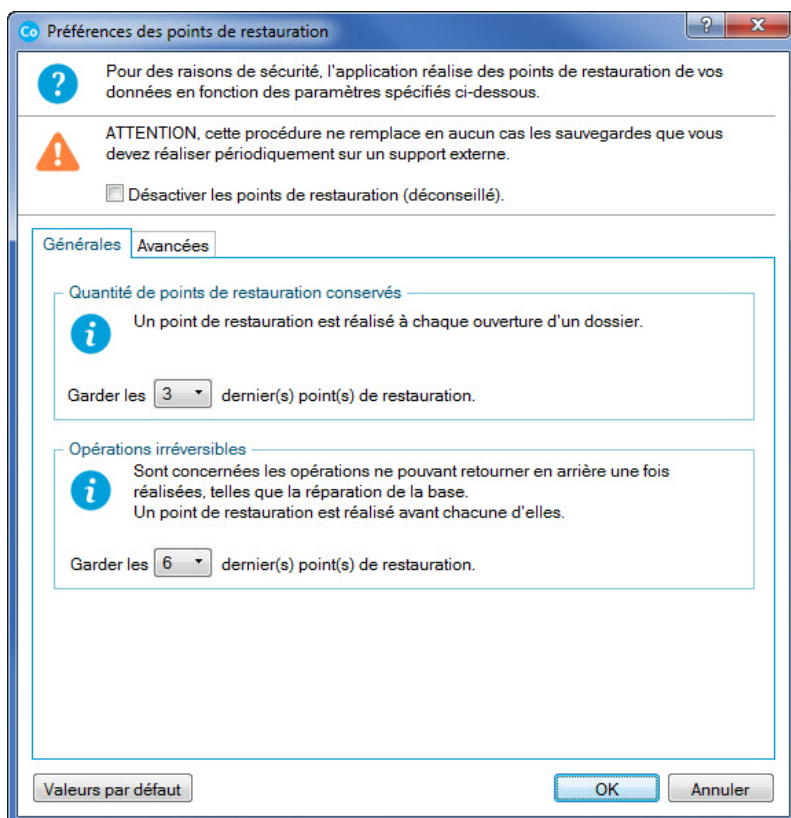 Co Préférences des points de restauration
? X
?
Pour des raisons de sécurité, l'application réalise des points de restauration de vos
données en fonction des paramètres spécifiés ci-dessous.
!
ATTENTION, cette procédure ne remplace en aucun cas les sauvegardes que vous
devez réaliser périodiquement sur un support externe.
Désactiver les points de restauration (déconseillé).
Générales Avancées
Quantité de points de restauration conservés
i
Un point de restauration est réalisé à chaque ouverture d'un dossier.
Garder les 3 dernier(s) point(s) de restauration.
Opérations irréversibles
i
Sont concernées les opérations ne pouvant retourner en arrière une fois
réalisées, telles que la réparation de la base.
Un point de restauration est réalisé avant chacune d'elles.
Garder les 6 dernier(s) point(s) de restauration.
Valeurs par défaut OK Annuler